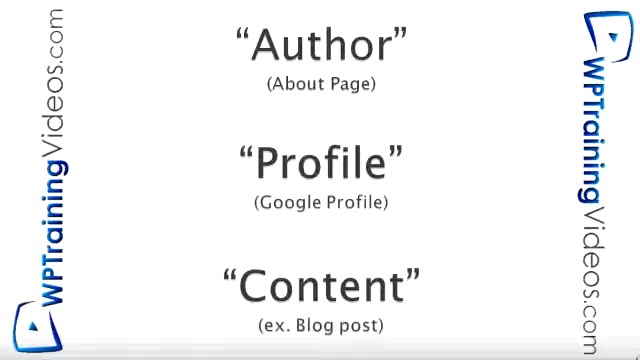 WPTrainingVideos.com
“Author”
(About Page)
“Profile”
(Google Profile)
“Content”
(ex. Blog post)
WPTrainingVideos.com